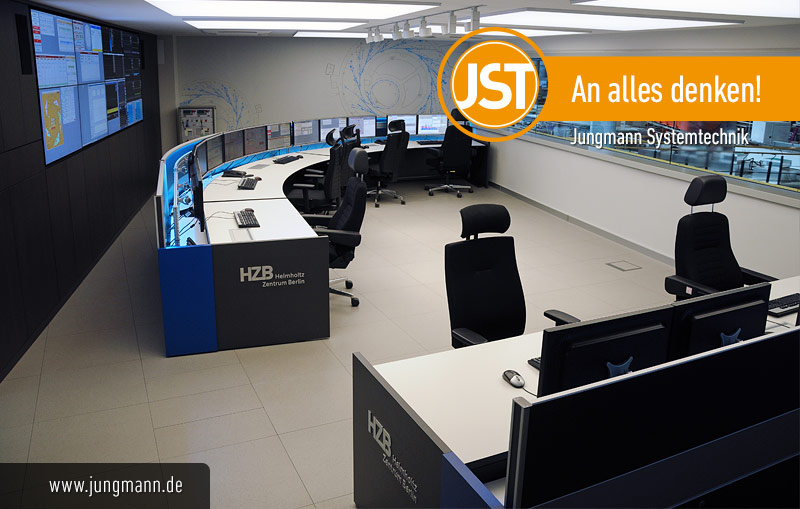 JST
An alles denken!
Jungmann Systemtechnik
HZB Helmholtz
Zentrum Berlin
HZB Helmholtz
Zentrum Berlin
www.jungmann.de